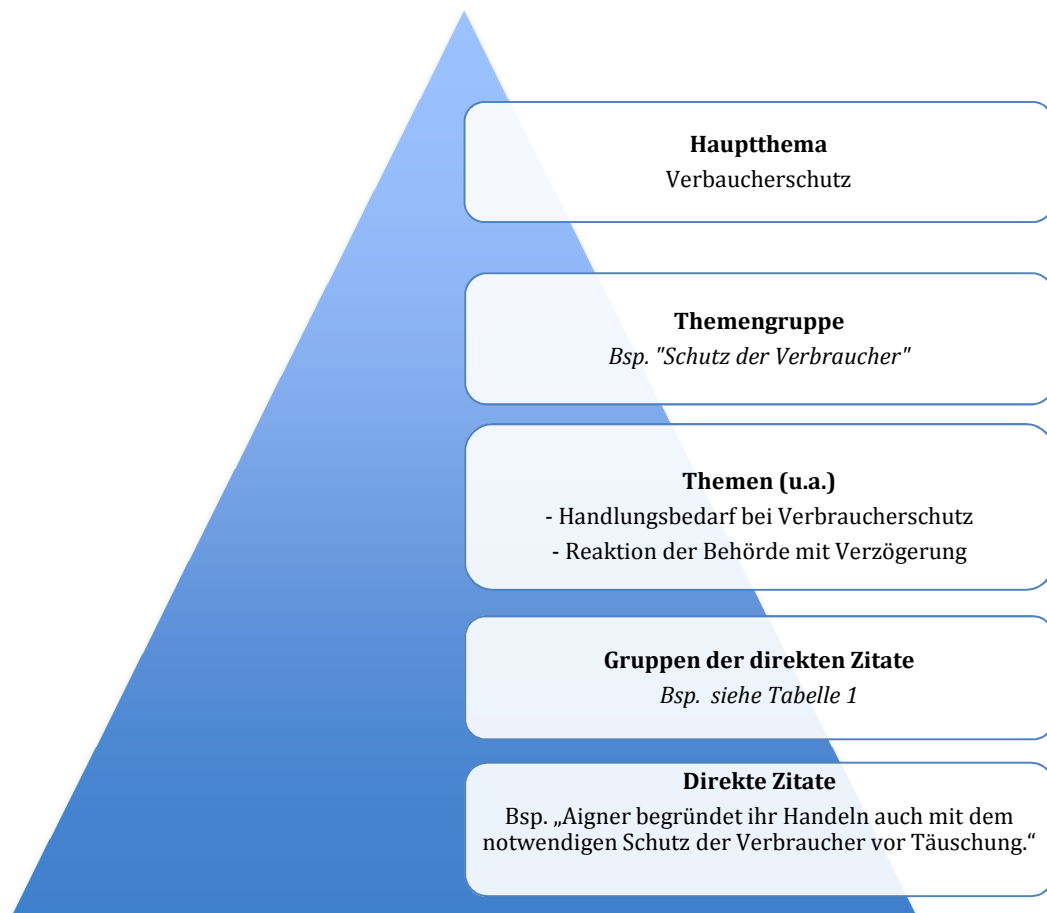 Hauptthema
Verbaucherschutz
Themengruppe
Bsp. "Schutz der Verbraucher"
Themen (u.a.)
- Handlungsbedarf bei Verbraucherschutz
- Reaktion der Behörde mit Verzögerung
Gruppen der direkten Zitate
Bsp. siehe Tabelle 1
Direkte Zitate
Bsp. „Aigner begründet ihr Handeln auch mit dem
notwendigen Schutz der Verbraucher vor Täuschung.“